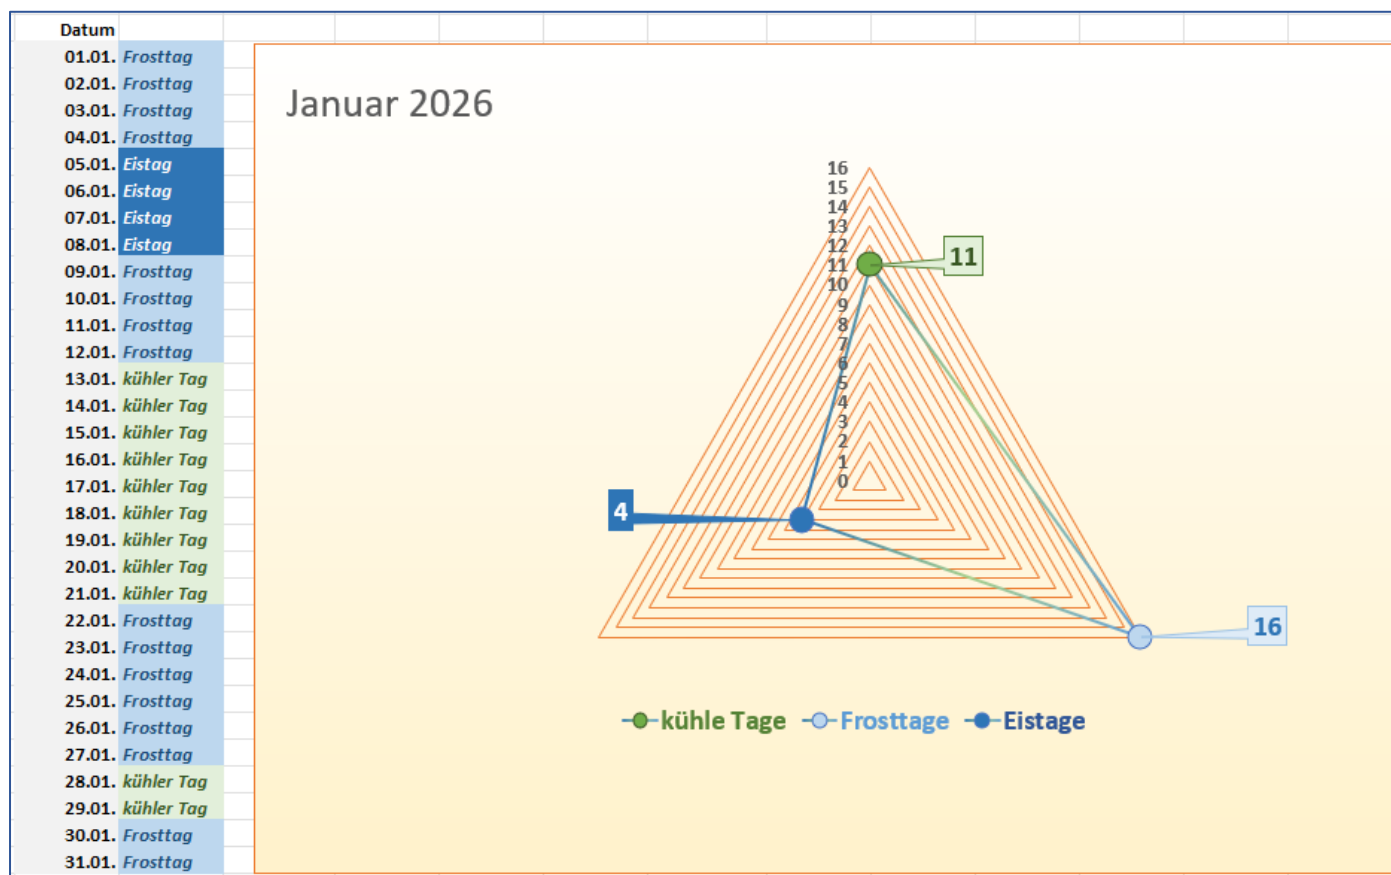 Datum
01.01. Frosttag
02.01. Frosttag
03.01. Frosttag
04.01. Frosttag
05.01. Eistag
06.01. Eistag
07.01. Eistag
08.01. Eistag
09.01. Frosttag
10.01. Frosttag
11.01. Frosttag
12.01. Frosttag
13.01. kühler Tag
14.01. kühler Tag
15.01. kühler Tag
16.01. kühler Tag
17.01. kühler Tag
18.01. kühler Tag
19.01. kühler Tag
20.01. kühler Tag
21.01. kühler Tag
22.01. Frosttag
23.01. Frosttag
24.01. Frosttag
25.01. Frosttag
26.01. Frosttag
27.01. Frosttag
28.01. kühler Tag
29.01. kühler Tag
30.01. Frosttag
31.01. Frosttag
Januar 2026
16
15
14
13
12
11
10
9
8
7
6
5
4
3
2
1
0
11
4
16
kühle Tage Frosttage Eistage